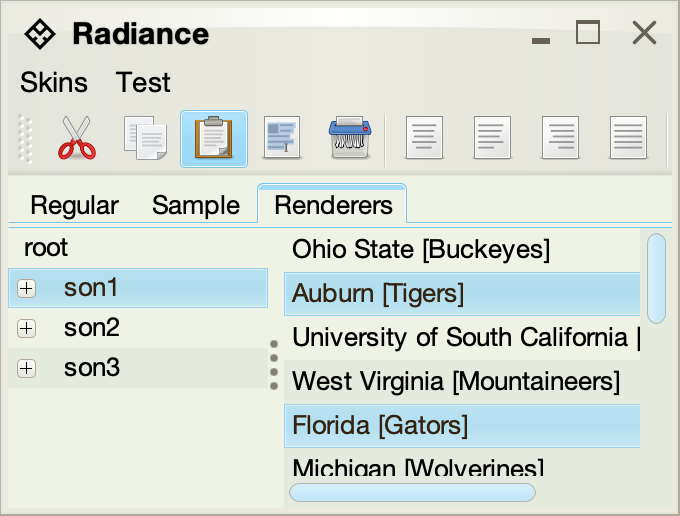 Radiance
Skins Test
Regular Sample Renderers
root
son1
son2
son3
Ohio State [Buckeyes]
Auburn [Tigers]
University of South California [
West Virginia [Mountaineers]
Florida [Gators]
Michigan [Wolverines]